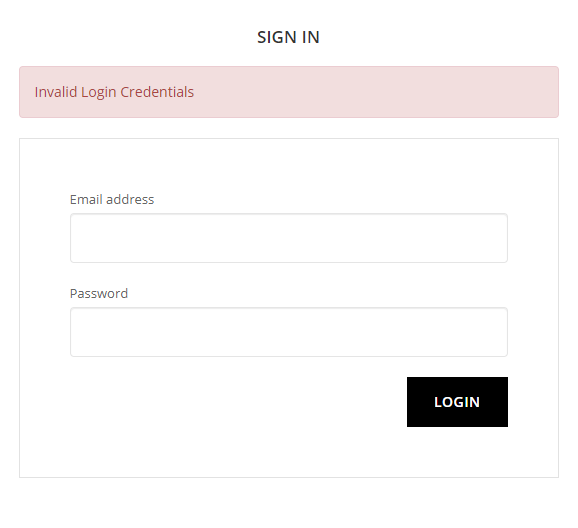 SIGN IN
Invalid Login Credentials
Email address
Password
LOGIN